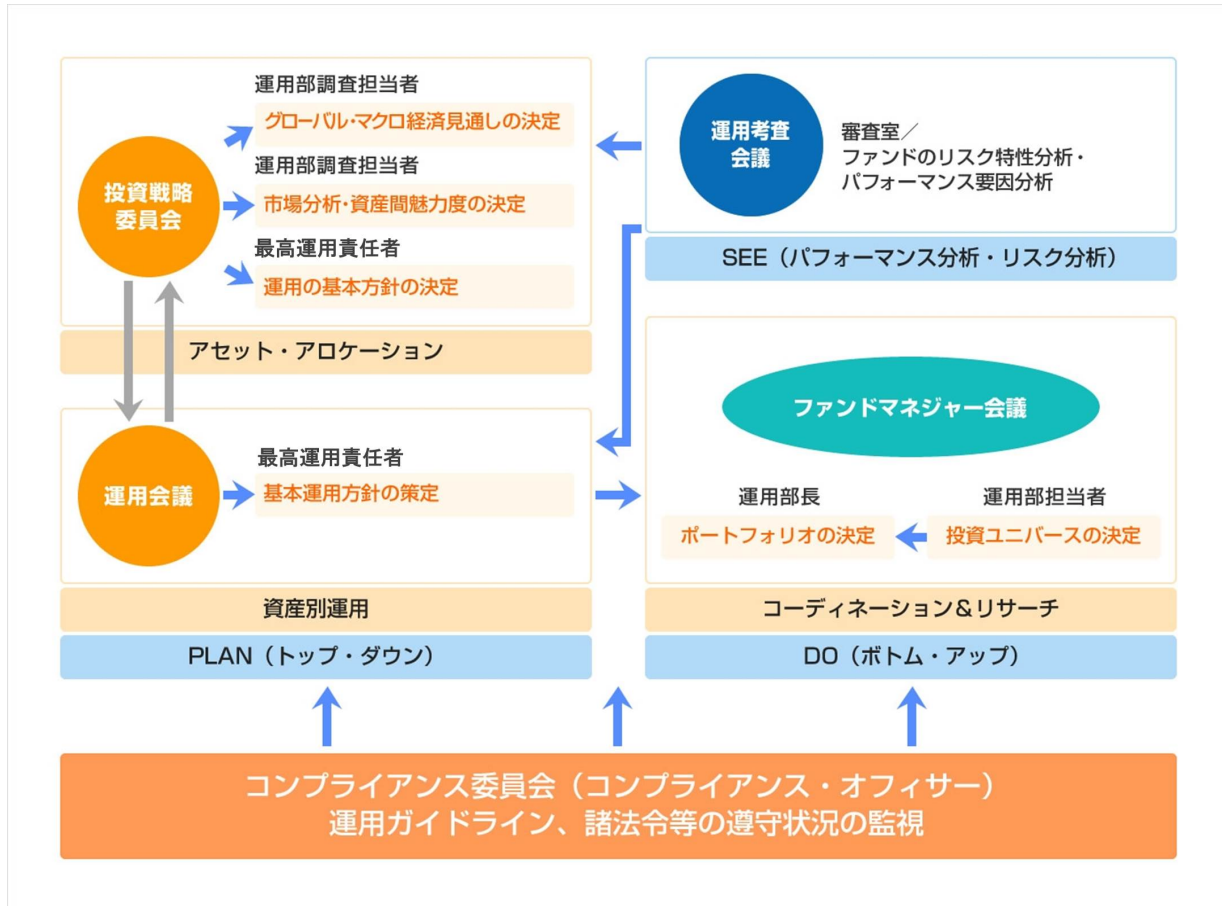 投資戦略
委員会
運用部調査担当者
グローバル・マクロ経済見通しの決定
運用部調査担当者
市場分析・資産間魅力度の決定
最高運用責任者
運用の基本方針の決定
アセット・アロケーション
運用会議
最高運用責任者
基本運用方針の策定
資産別運用
PLAN（トップ・ダウン）
運用考査
会議
審査室／
ファンドのリスク特性分析・
パフォーマンス要因分析
SEE（パフォーマンス分析・リスク分析）
ファンドマネジャー会議
運用部長
ポートフォリオの決定
運用部担当者
投資ユニバースの決定
コーディネーション＆リサーチ
DO（ボトム・アップ）
コンプライアンス委員会（コンプライアンス・オフィサー）
運用ガイドライン、諸法令等の遵守状況の監視